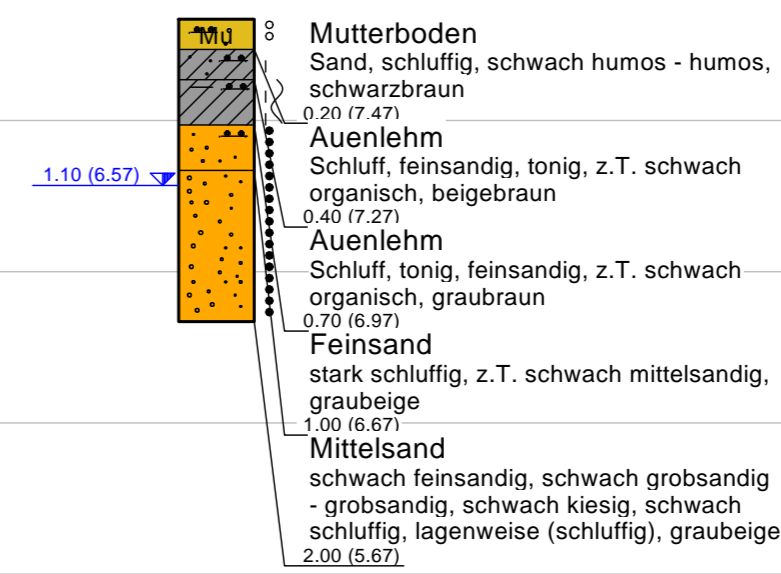 Mu
Mutterboden
Sand, schluffig, schwach humos - humos,
schwarzbraun
0.20 (7.47)
Auenlehm
Schluff, feinsandig, tonig, z.T. schwach
organisch, beigebraun
0.40 (7.27)
1.10 (6.57)
Auenlehm
Schluff, tonig, feinsandig, z.T. schwach
organisch, graubraun
0.70 (6.97)
Feinsand
stark schluffig, z.T. schwach mittelsandig,
graubeige
1.00 (6.67)
Mittelsand
schwach feinsandig, schwach grobsandig
- grobsandig, schwach kiesig, schwach
schluffig, lagenweise (schluffig), graubeige
2.00 (5.67)